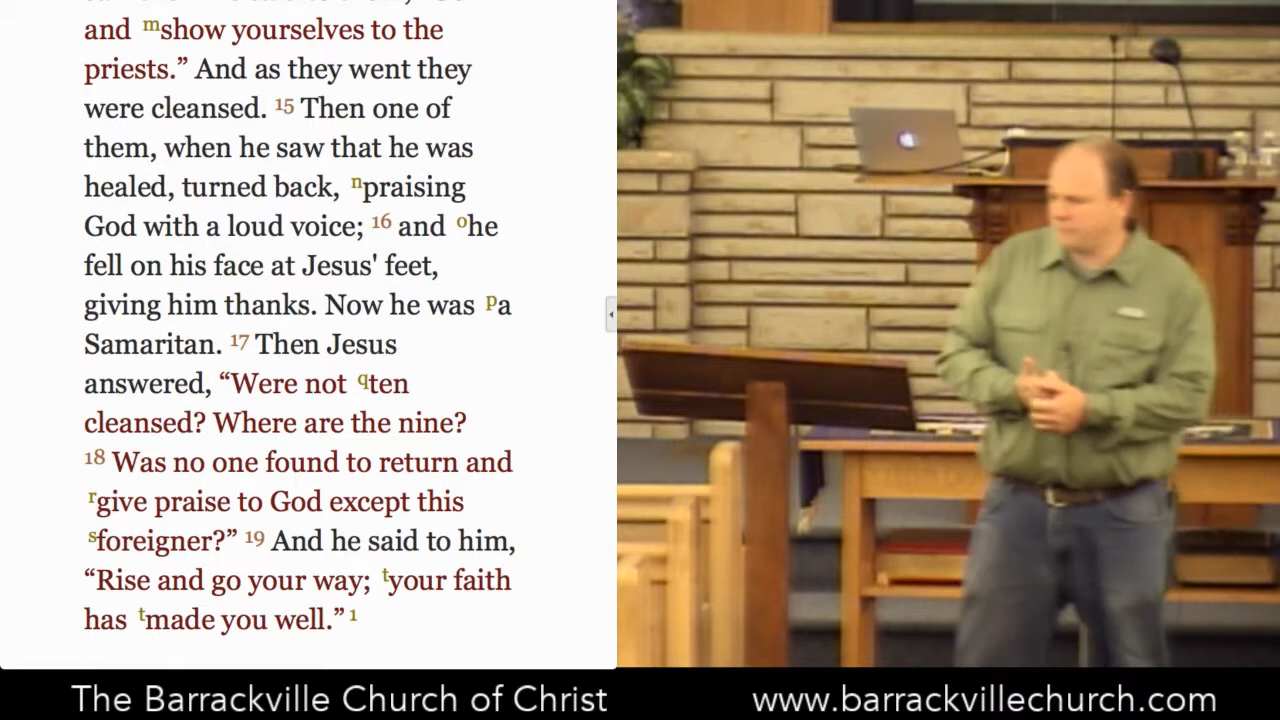 and ᵐshow yourselves to the
priests.” And as they went they
were cleansed. ¹⁵ Then one of
them, when he saw that he was
healed, turned back, ⁿpraising
God with a loud voice; ¹⁶ and ᵒhe
fell on his face at Jesus' feet,
giving him thanks. Now he was ᵖa
Samaritan. ¹⁷ Then Jesus
answered, “Were not qten
cleansed? Where are the nine?
¹⁸ Was no one found to return and
ʳgive praise to God except this
ˢforeigner?” ¹⁹ And he said to him,
“Rise and go your way; ᵗyour faith
has ᵗmade you well.” ¹
The Barrackville Church of Christ
www.barrackvillechurch.com